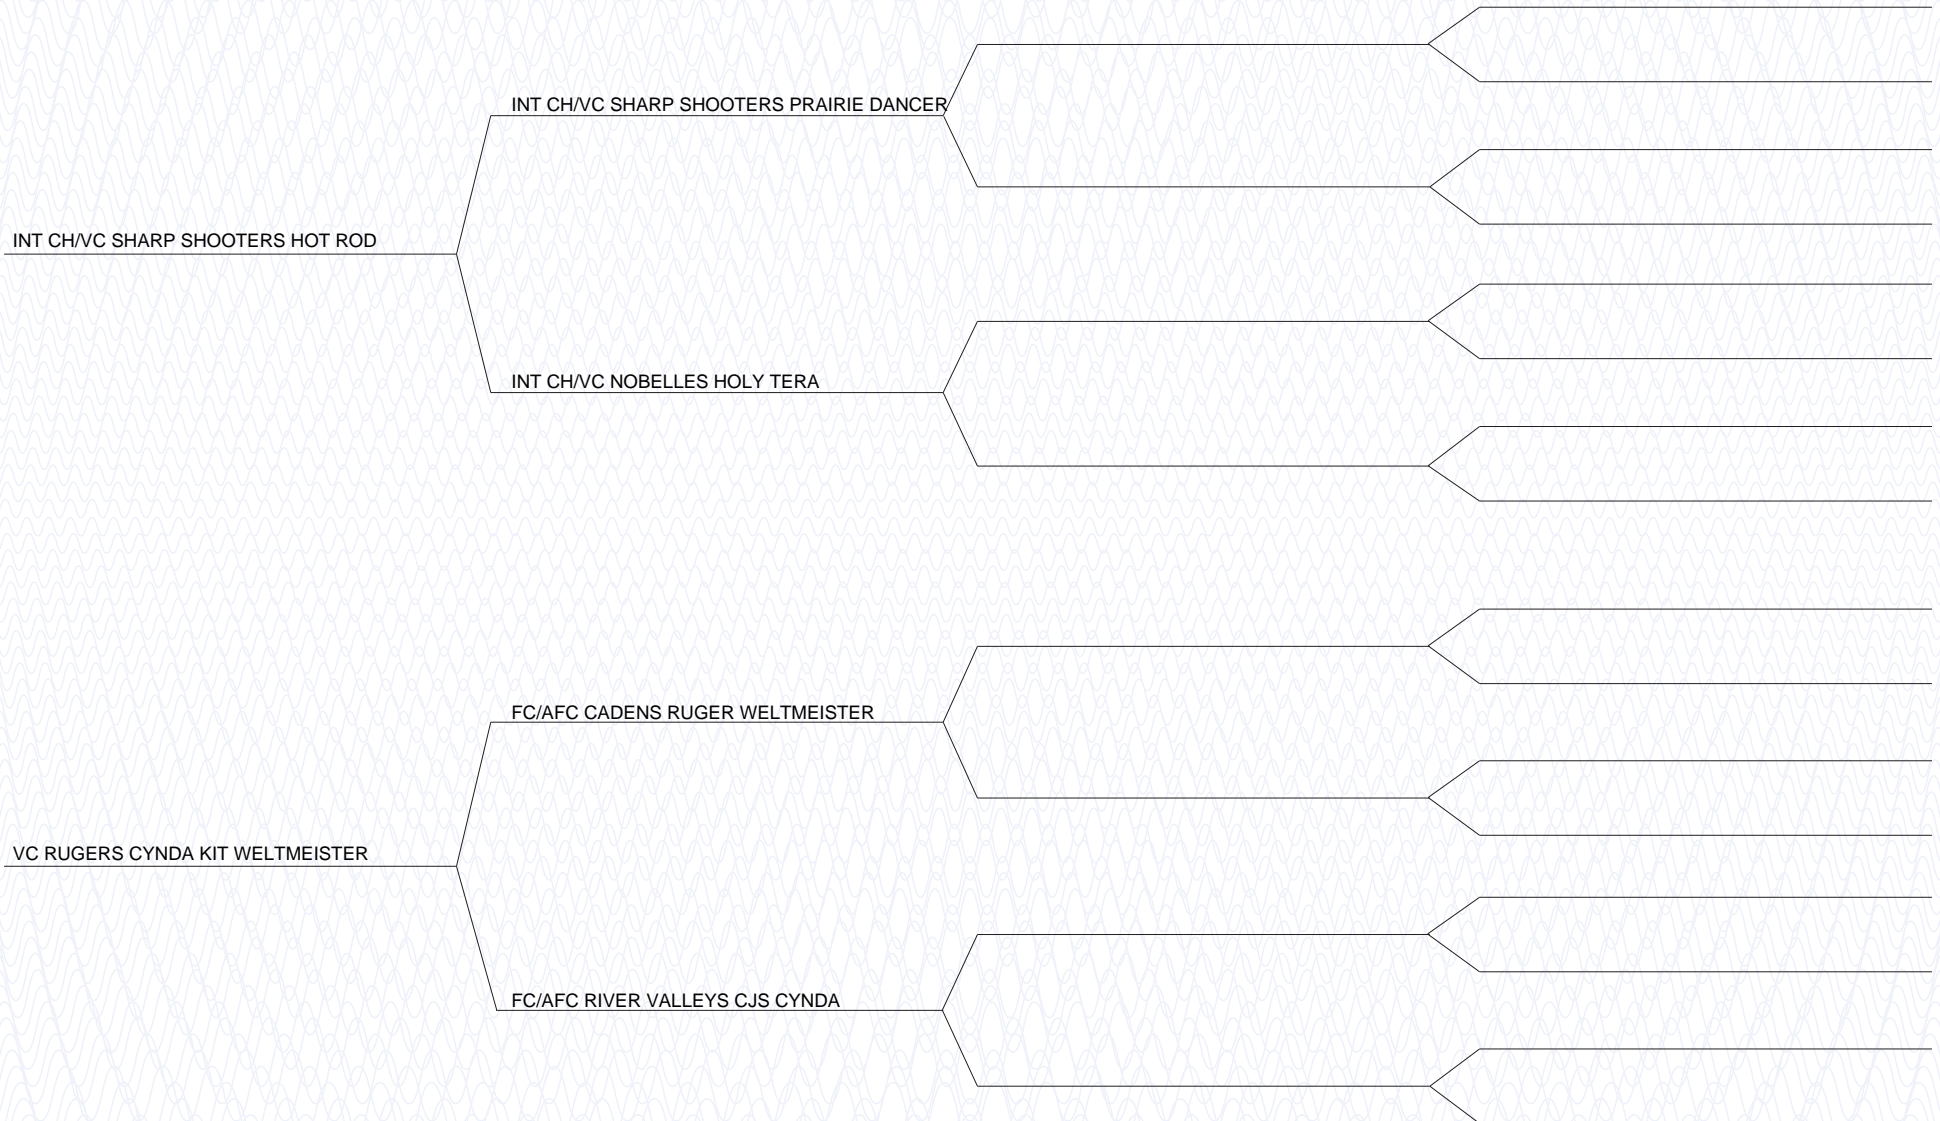 INT CH/VC SHARP SHOOTERS PRAIRIE DANCER
INT CH/VC SHARP SHOOTERS HOT ROD
INT CH/VC NOBELLES HOLY TERA
FC/AFC CADENS RUGER WELTMEISTER
VC RUGERS CYNDA KIT WELTMEISTER
FC/AFC RIVER VALLEYS CJS CYNDA